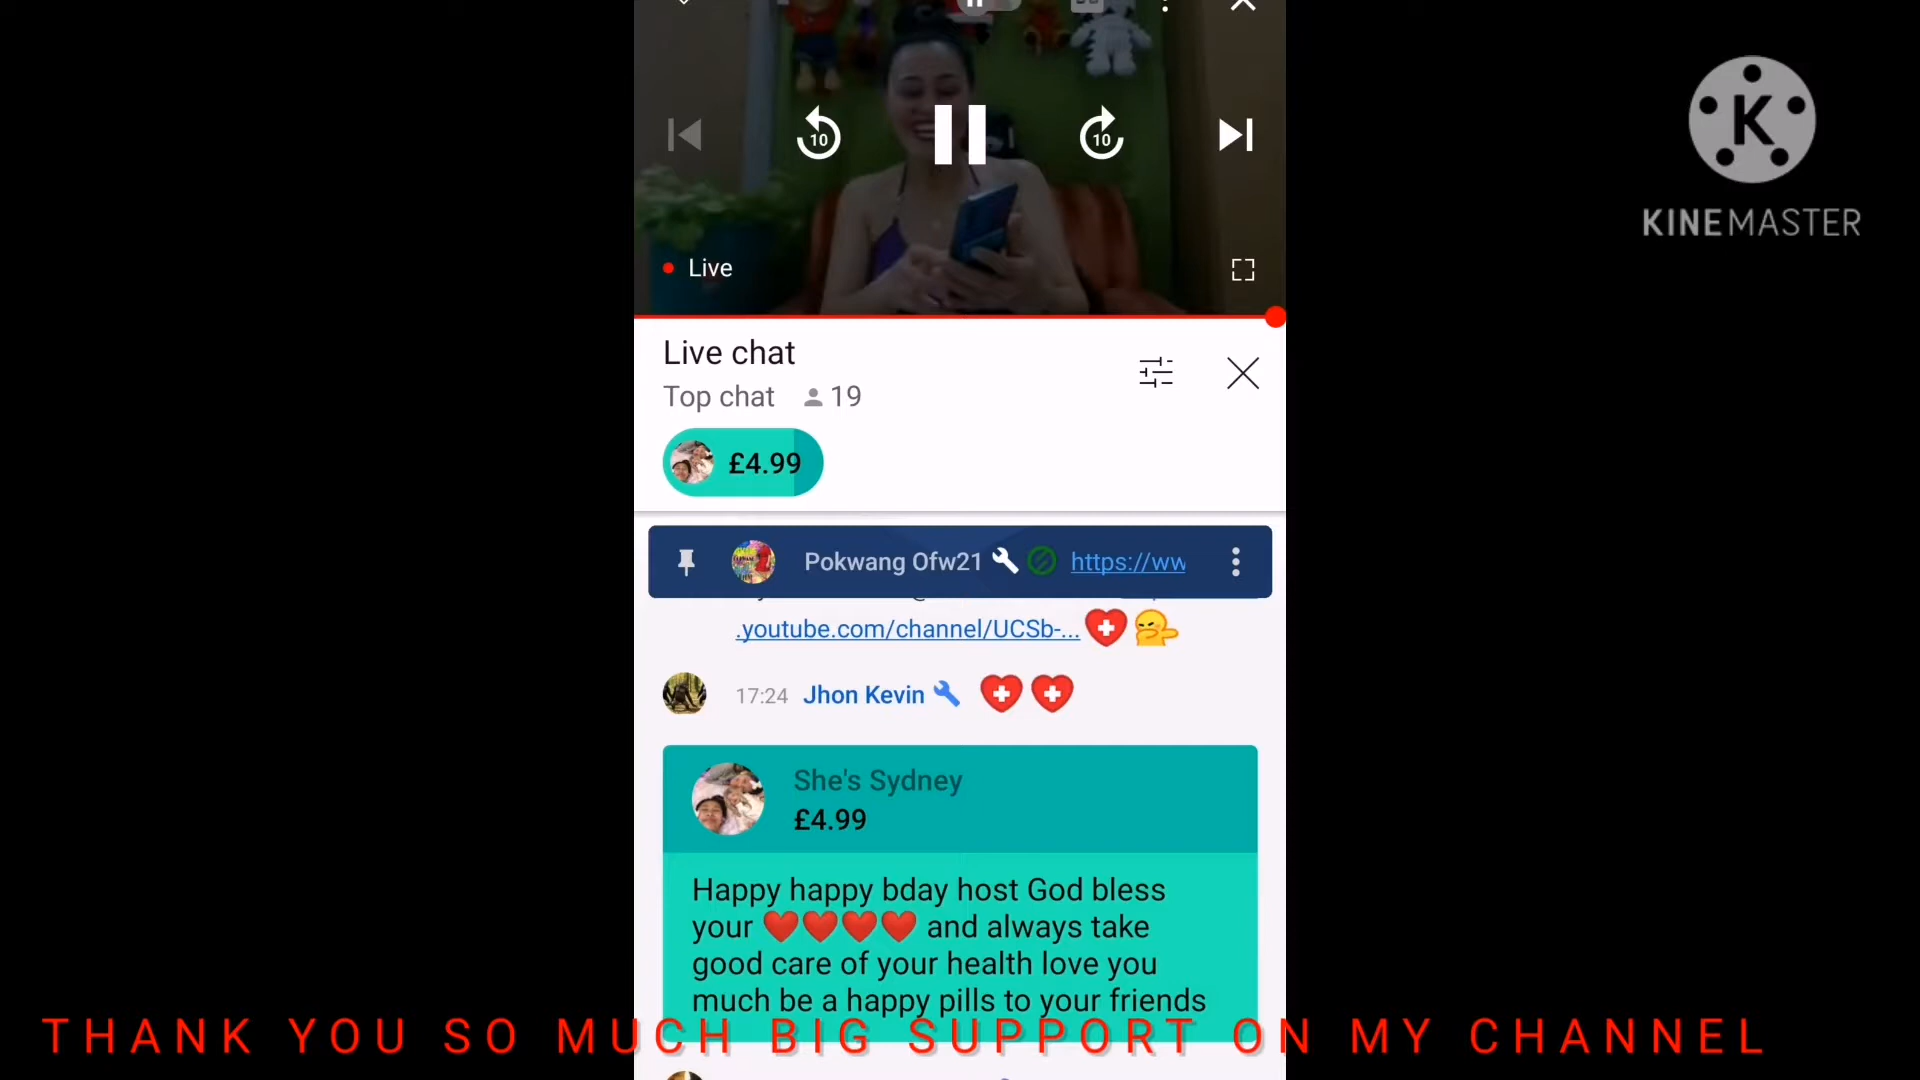 10
10
KINEMASTER
Live
Live chat
Top chat 19
£4.99
Pokwang Ofw21 https://ww
.youtube.com/channel/UCSb-...
17:24 Jhon Kevin
She's Sydney
£4.99
Happy happy bday host God bless
your ❤️❤️❤️❤️ and always take
good care of your health love you
much be a happy pills to your friends
THANK YOU SO MUCH BIG SUPPORT ON MY CHANNEL